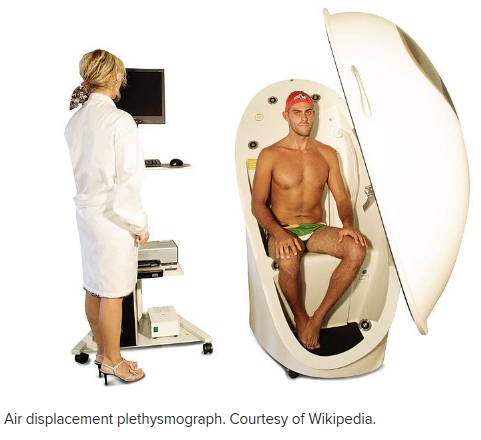 Air displacement plethysmograph. Courtesy of Wikipedia.